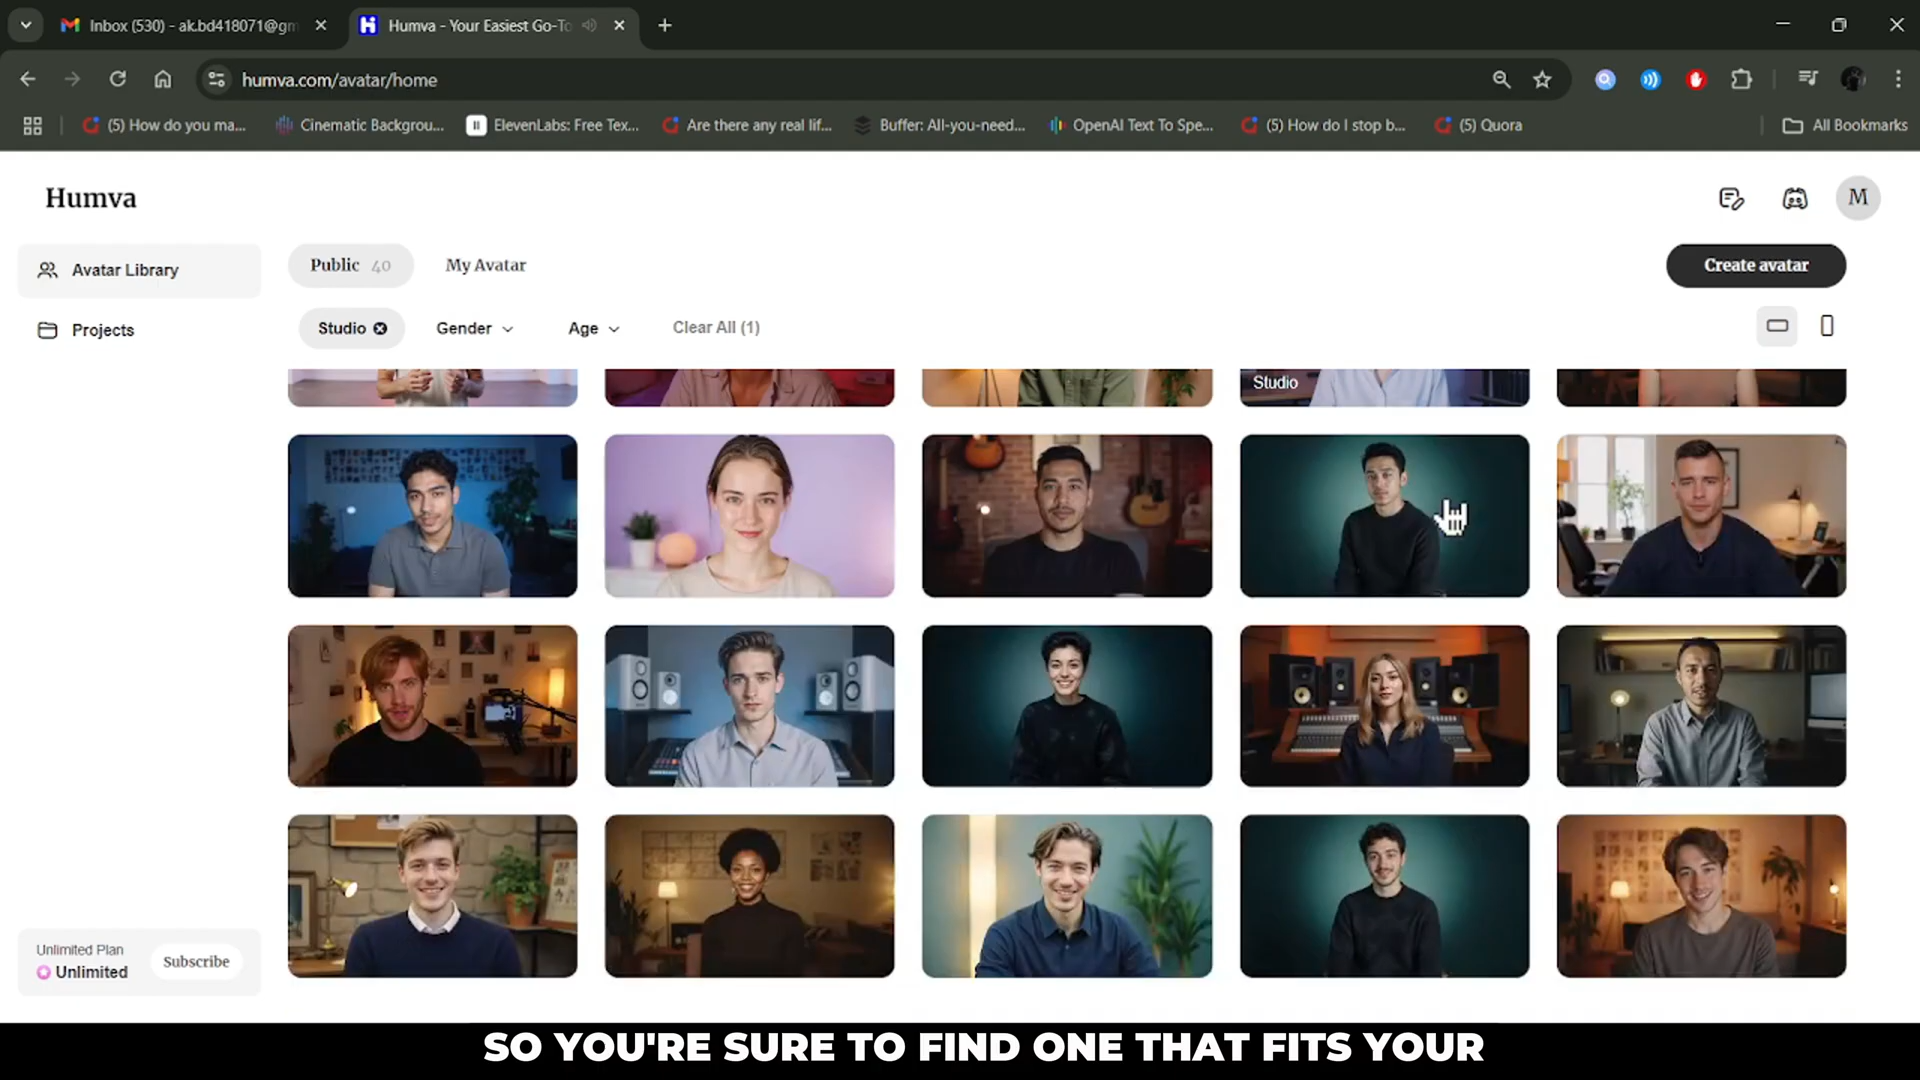 Inbox (530) - ak.bd418071@gm
Humva - Your Easiest Go-To
humva.com/avatar/home
(5) How do you ma...
Cinematic Backgrou...
ElevenLabs: Free Tex...
Are there any real lif...
Buffer: All-you-need...
OpenAI Text To Spe...
(5) How do I stop b...
(5) Quora
All Bookmarks
Humva
M
Avatar Library
Public 40
My Avatar
Create avatar
Projects
Studio
Gender
Age
Clear All (1)
Studio
Unlimited Plan
Unlimited
Subscribe
SO YOU'RE SURE TO FIND ONE THAT FITS YOUR